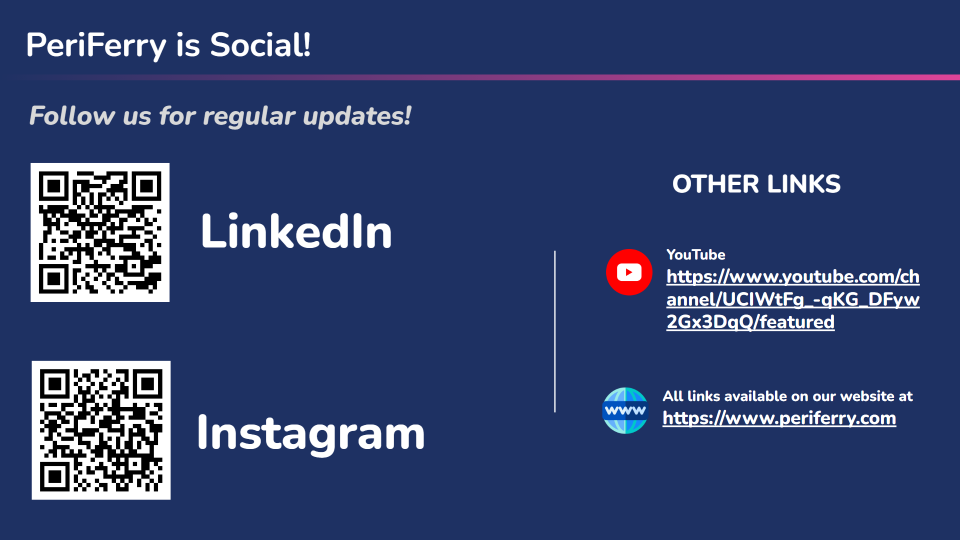 PeriFerry is Social!
Follow us for regular updates!
LinkedIn
Instagram
OTHER LINKS
YouTube
https://www.youtube.com/ch
annel/UCIWtFg_-qKG_DFyw
2Gx3DqQ/featured
www
All links available on our website at
https://www.periferry.com